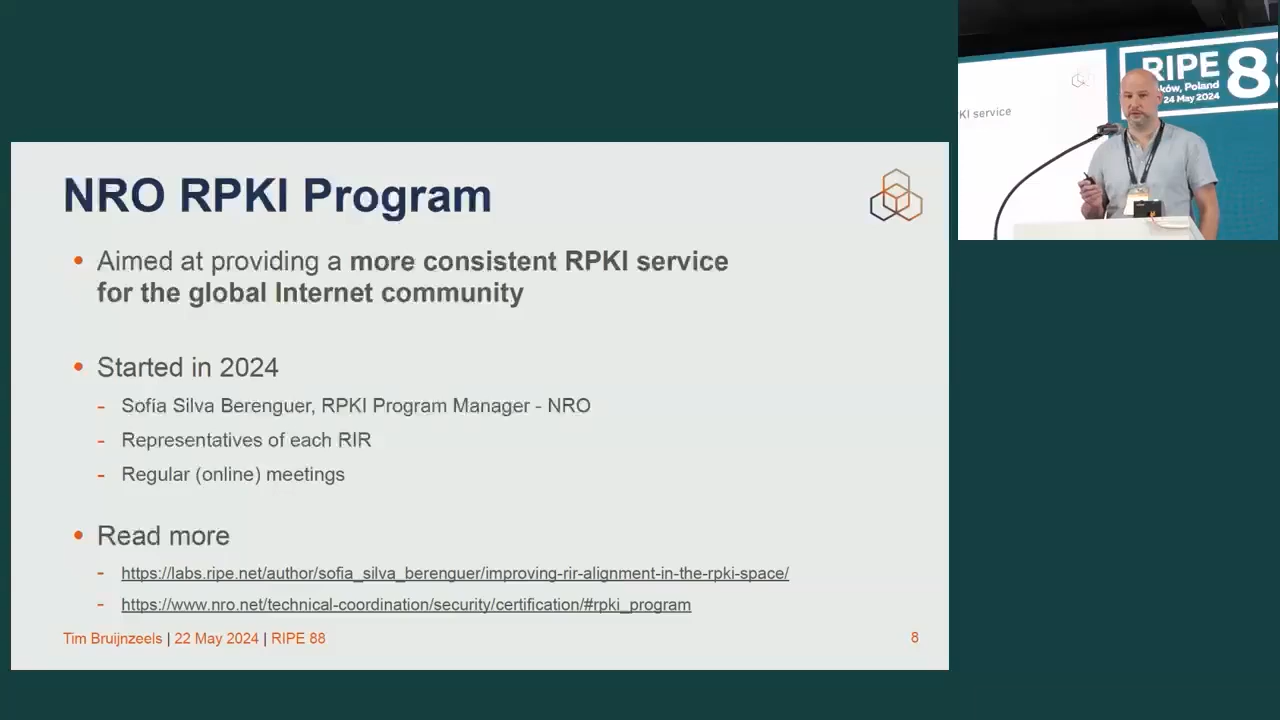 NRO RPKI Program
• Aimed at providing a more consistent RPKI service
for the global Internet community
• Started in 2024
- Sofía Silva Berenguer, RPKI Program Manager - NRO
- Representatives of each RIR
- Regular (online) meetings
• Read more
- https://labs.ripe.net/author/sofia_silva_berenguer/improving-rir-alignment-in-the-rpki-space/
- https://www.nro.net/technical-coordination/security/certification/#rpki_program
Tim Bruijnzeels | 22 May 2024 | RIPE 88
8
KI service
RIPE 88
ków, Poland
24 May 2024